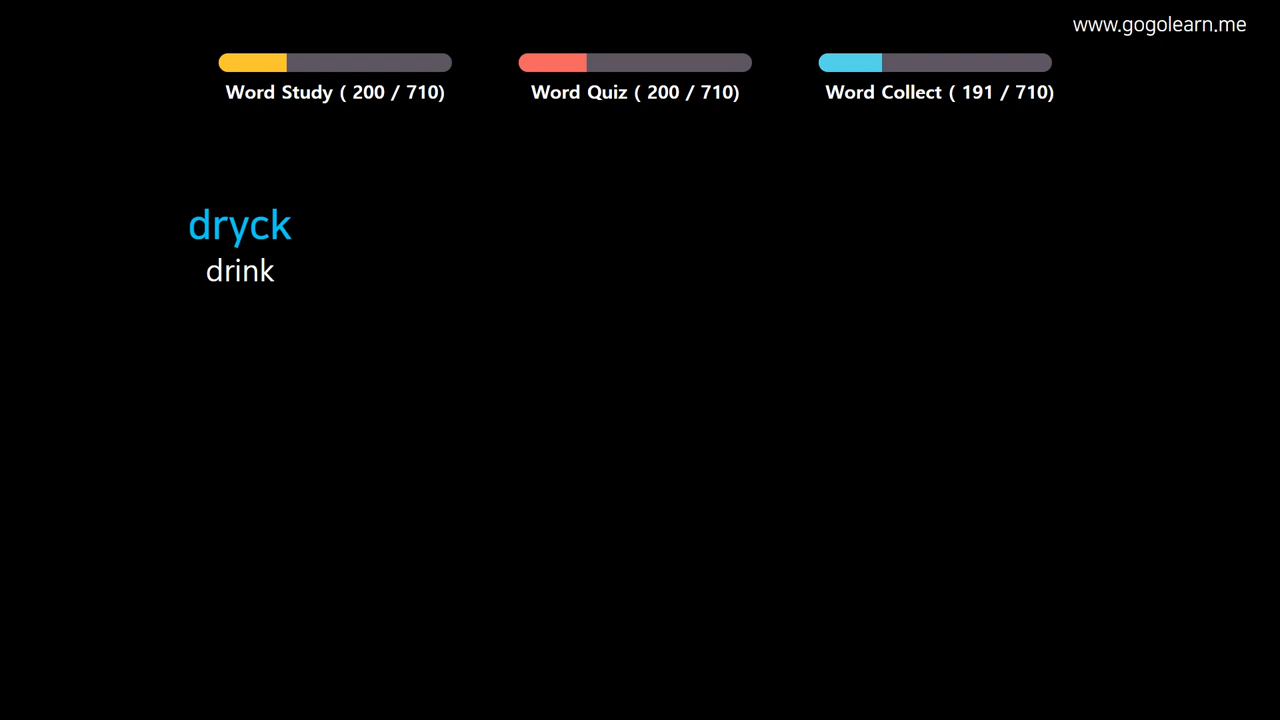 www.gogolearn.me
Word Study ( 200 / 710)
Word Quiz ( 200 / 710)
Word Collect ( 191 / 710)
dryck
drink